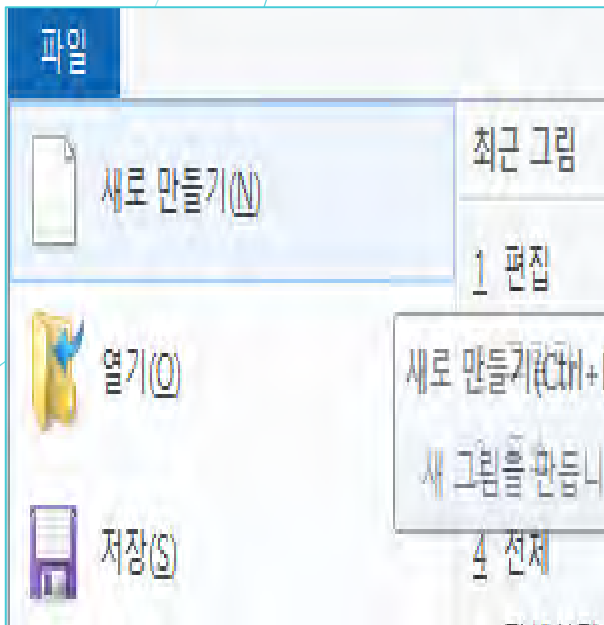 파일
새로 만들기(N)
열기(O)
저장(S)
최근 그림
1 편집
새로 만들기(Ctrl+
새 그림을 만듭니
4 전체